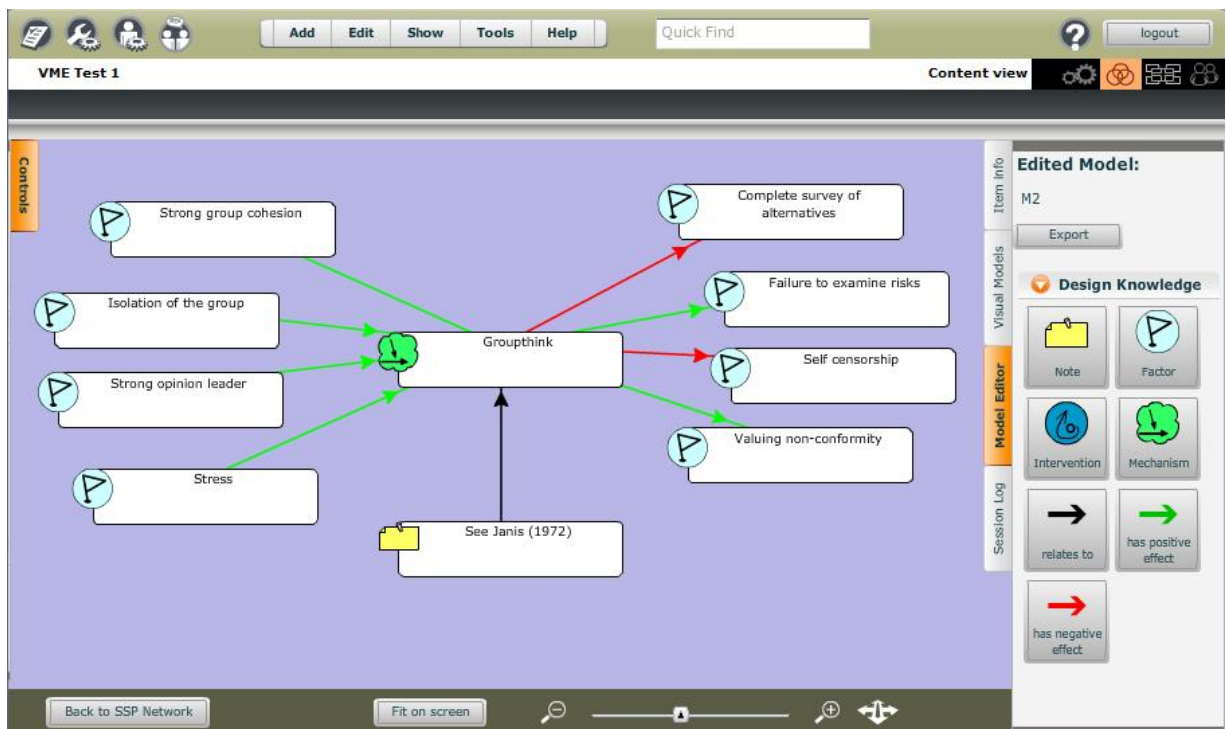 Add Edit Show Tools Help Quick Find logout
VME Test 1 Content view
Controls
Strong group cohesion
Isolation of the group
Strong opinion leader
Stress
Groupthink
See Janis (1972)
Complete survey of
alternatives
Failure to examine risks
Self censorship
Valuing non-conformity
Item info
Visual Models
Model Editor
Session Log
Edited Model:
M2
Export
Design Knowledge
Note Factor
Intervention Mechanism
relates to
has positive
effect
has negative
effect
Back to SSP Network Fit on screen